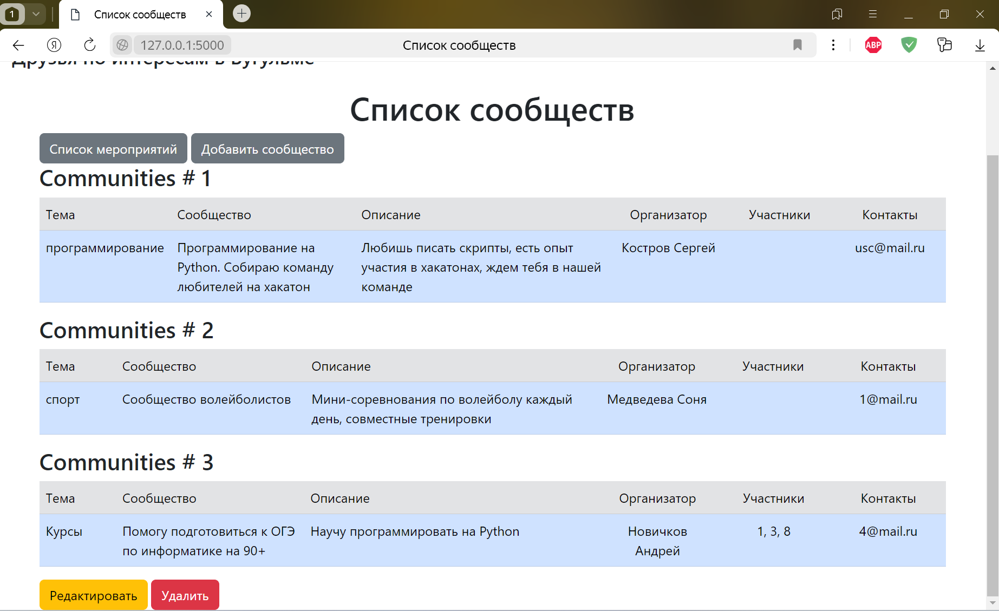 1
Список сообществ
Я
127.0.0.1:5000
Список сообществ
ABP
Друзья по интересам в Бугульме
Список сообществ
Список мероприятий Добавить сообщество
Communities # 1
Тема Сообщество Описание Организатор Участники Контакты
программирование Программирование на Любишь писать скрипты, есть опыт Костров Сергей usc@mail.ru
Python. Собираю команду участия в хакатонах, ждем тебя в нашей
любителей на хакатон команде
Communities # 2
Тема Сообщество Описание Организатор Участники Контакты
спорт Сообщество волейболистов Мини-соревнования по волейболу каждый Медведева Соня 1@mail.ru
день, совместные тренировки
Communities # 3
Тема Сообщество Описание Организатор Участники Контакты
Курсы Помогу подготовиться к ОГЭ Научу программировать на Python Новичков 1, 3, 8 4@mail.ru
по информатике на 90+ Андрей
Редактировать Удалить